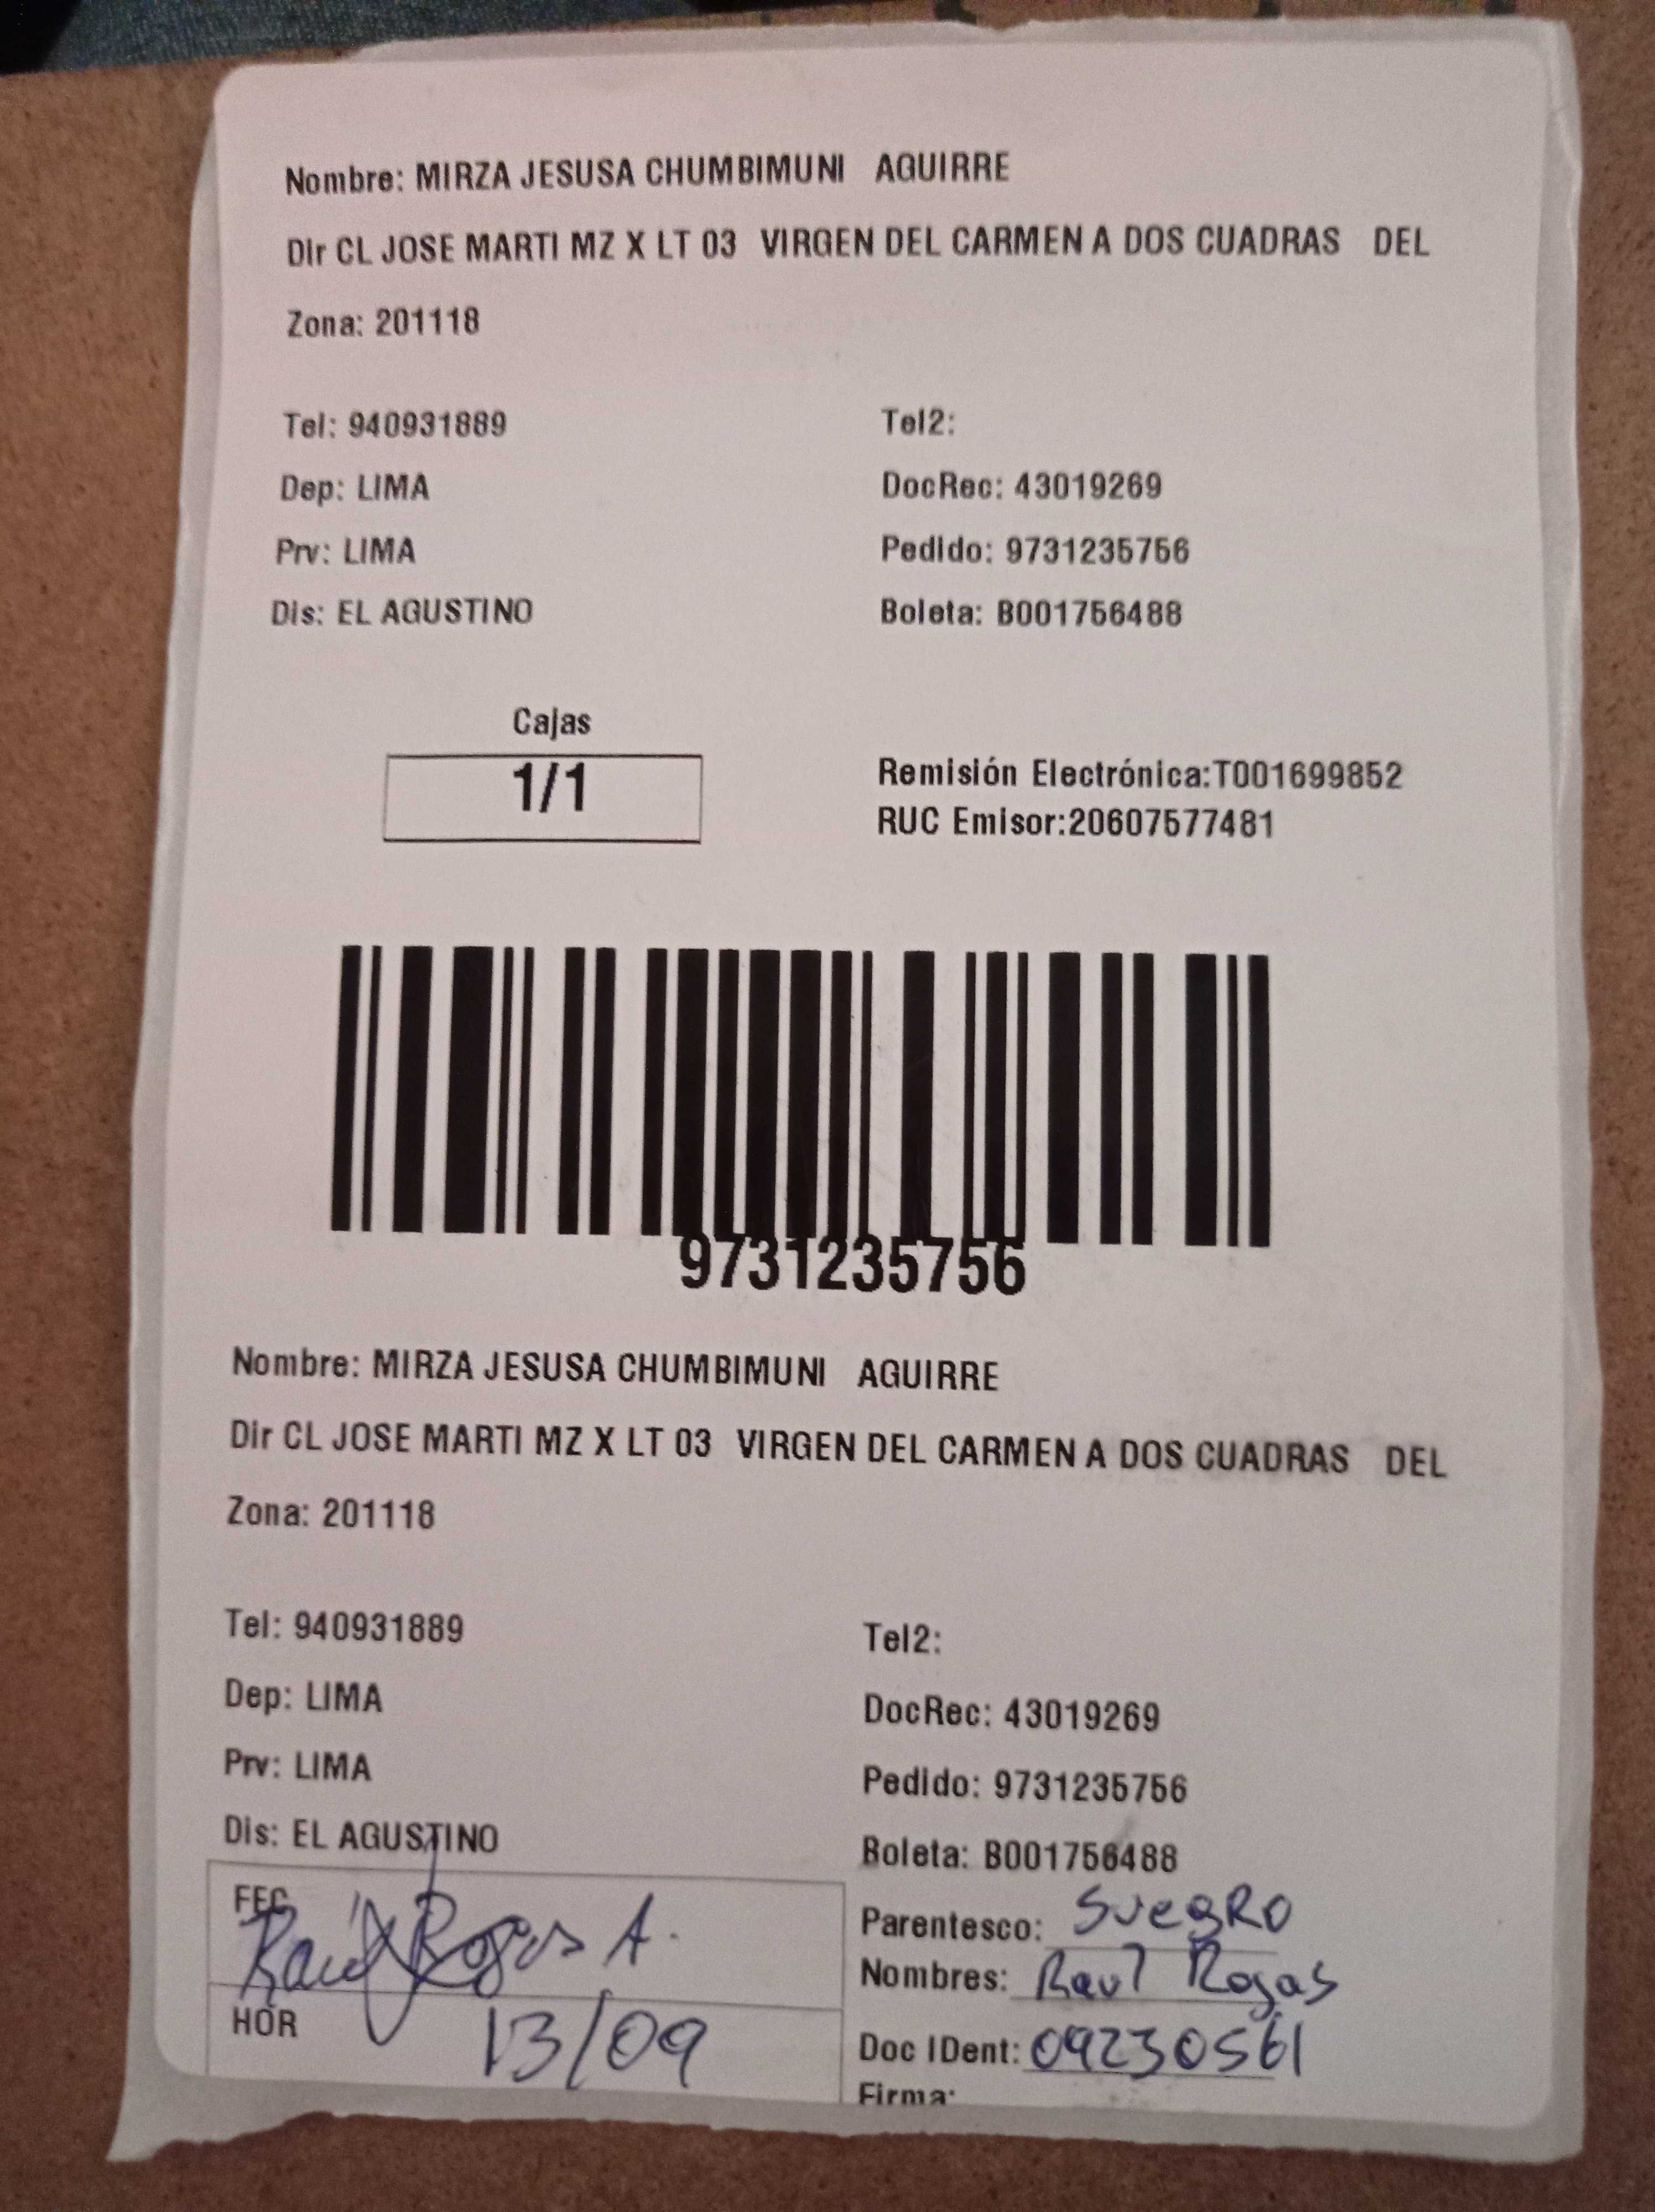 Nombre: MIRZA JESUSA CHUMBIMUNI AGUIRRE
Dir CL JOSE MARTI MZ X LT 03 VIRGEN DEL CARMEN A DOS CUADRAS DEL
Zona: 201118
Tel: 940931889 Tel2:
Dep: LIMA DocRec: 43019269
Prv: LIMA Pedido: 9731235756
Dis: EL AGUSTINO Boleta: B001756488
Cajas
1/1
Remisión Electrónica:T001699852
RUC Emisor:20607577481
9731235756
Nombre: MIRZA JESUSA CHUMBIMUNI AGUIRRE
Dir CL JOSE MARTI MZ X LT 03 VIRGEN DEL CARMEN A DOS CUADRAS DEL
Zona: 201118
Tel: 940931889 Tel2:
Dep: LIMA DocRec: 43019269
Prv: LIMA Pedido: 9731235756
Dis: EL AGUSTINO Boleta: B001756488
FEC Parentesco: SuegRO
Raúl Rojas A. Nombres: Raul Rojas
HOR 13/09 Doc IDent: 09230561
Firma: